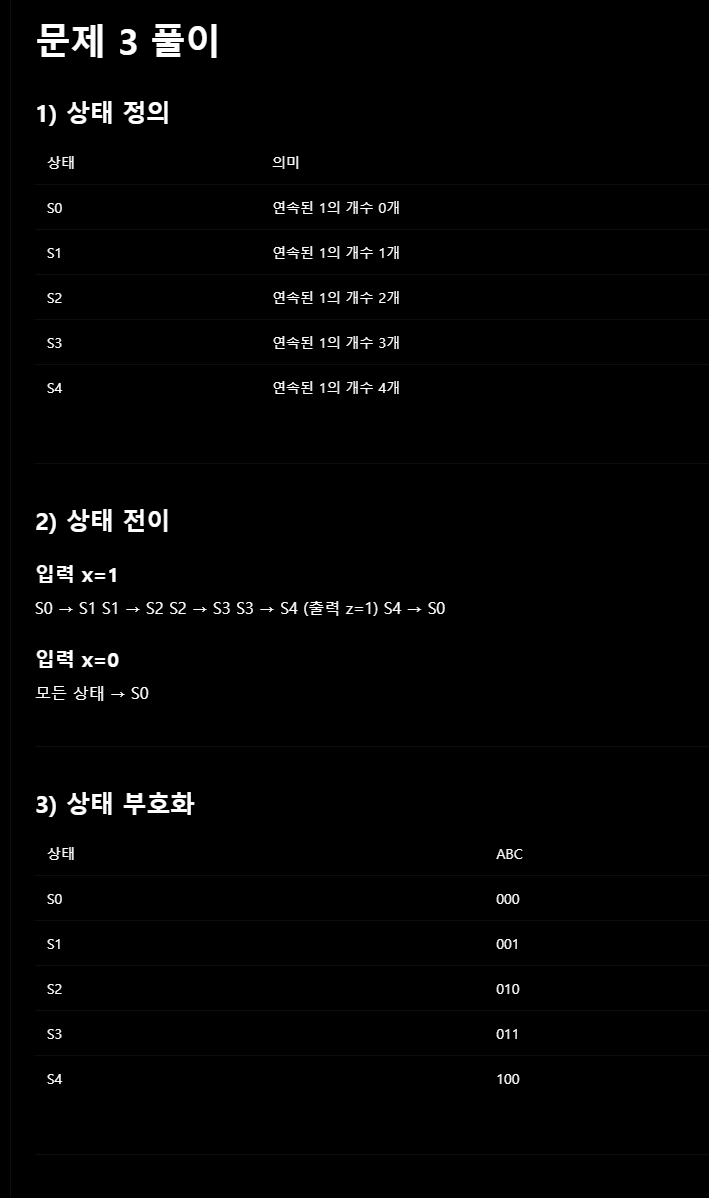 문제 3 풀이
1) 상태 정의
상태 의미
S0 연속된 1의 개수 0개
S1 연속된 1의 개수 1개
S2 연속된 1의 개수 2개
S3 연속된 1의 개수 3개
S4 연속된 1의 개수 4개
2) 상태 전이
입력 x=1
S0 → S1 S1 → S2 S2 → S3 S3 → S4 (출력 z=1) S4 → S0
입력 x=0
모든 상태 → S0
3) 상태 부호화
상태 ABC
S0 000
S1 001
S2 010
S3 011
S4 100